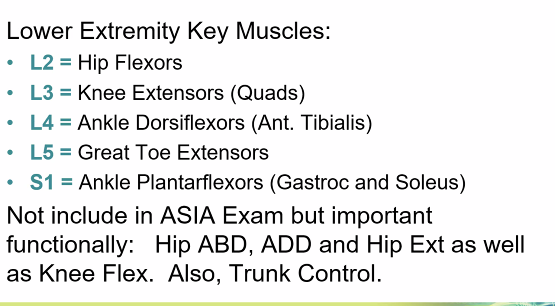 Lower Extremity Key Muscles:
• L2 = Hip Flexors
• L3 = Knee Extensors (Quads)
• L4 = Ankle Dorsiflexors (Ant. Tibialis)
• L5 = Great Toe Extensors
• S1 = Ankle Plantarflexors (Gastroc and Soleus)
Not include in ASIA Exam but important
functionally:   Hip ABD, ADD and Hip Ext as well
as Knee Flex.  Also, Trunk Control.